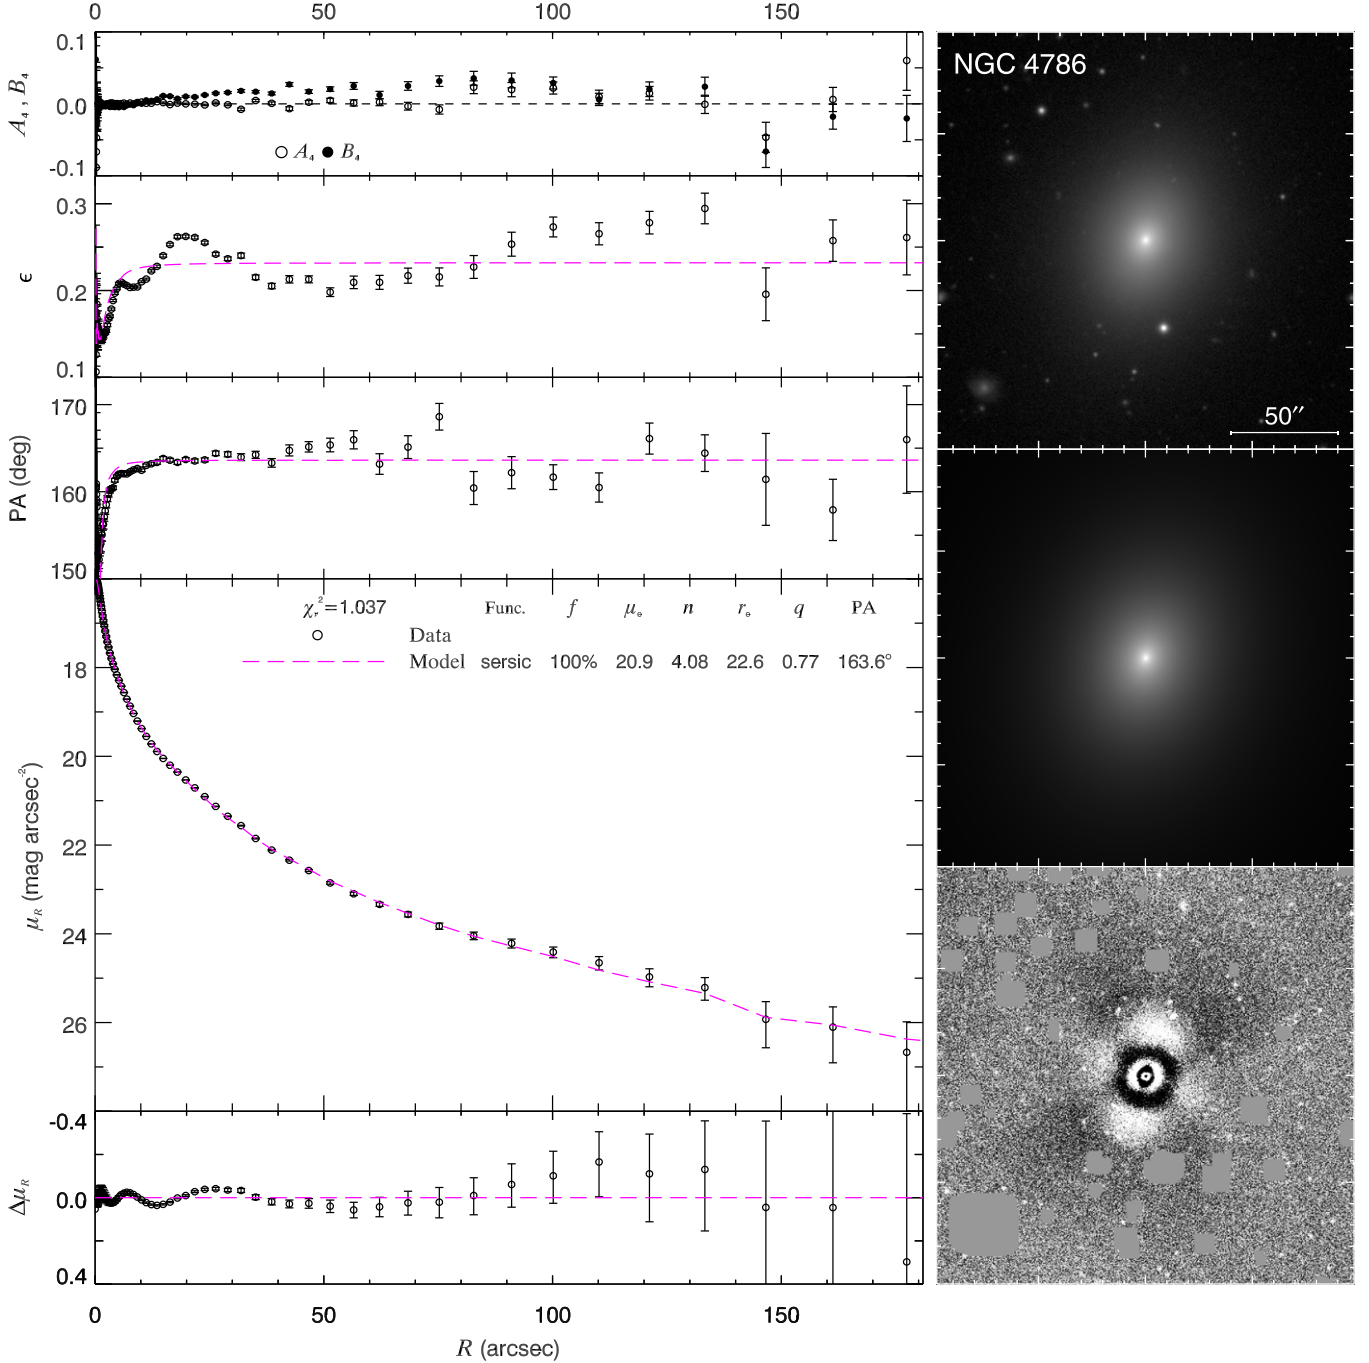 0 50 100 150
0.1
0.0
-0.1
A₄ , B₄
A₄ B₄
0.3
0.2
0.1
ϵ
170
160
150
PA (deg)
χᵣ²=1.037 Func. f μₑ n rₑ q PA
Data
Model sersic 100% 20.9 4.08 22.6 0.77 163.6°
18
20
22
24
26
μ_R (mag arcsec⁻²)
-0.4
0.0
0.4
Δμ_R
0 50 100 150
R (arcsec)
NGC 4786
50″